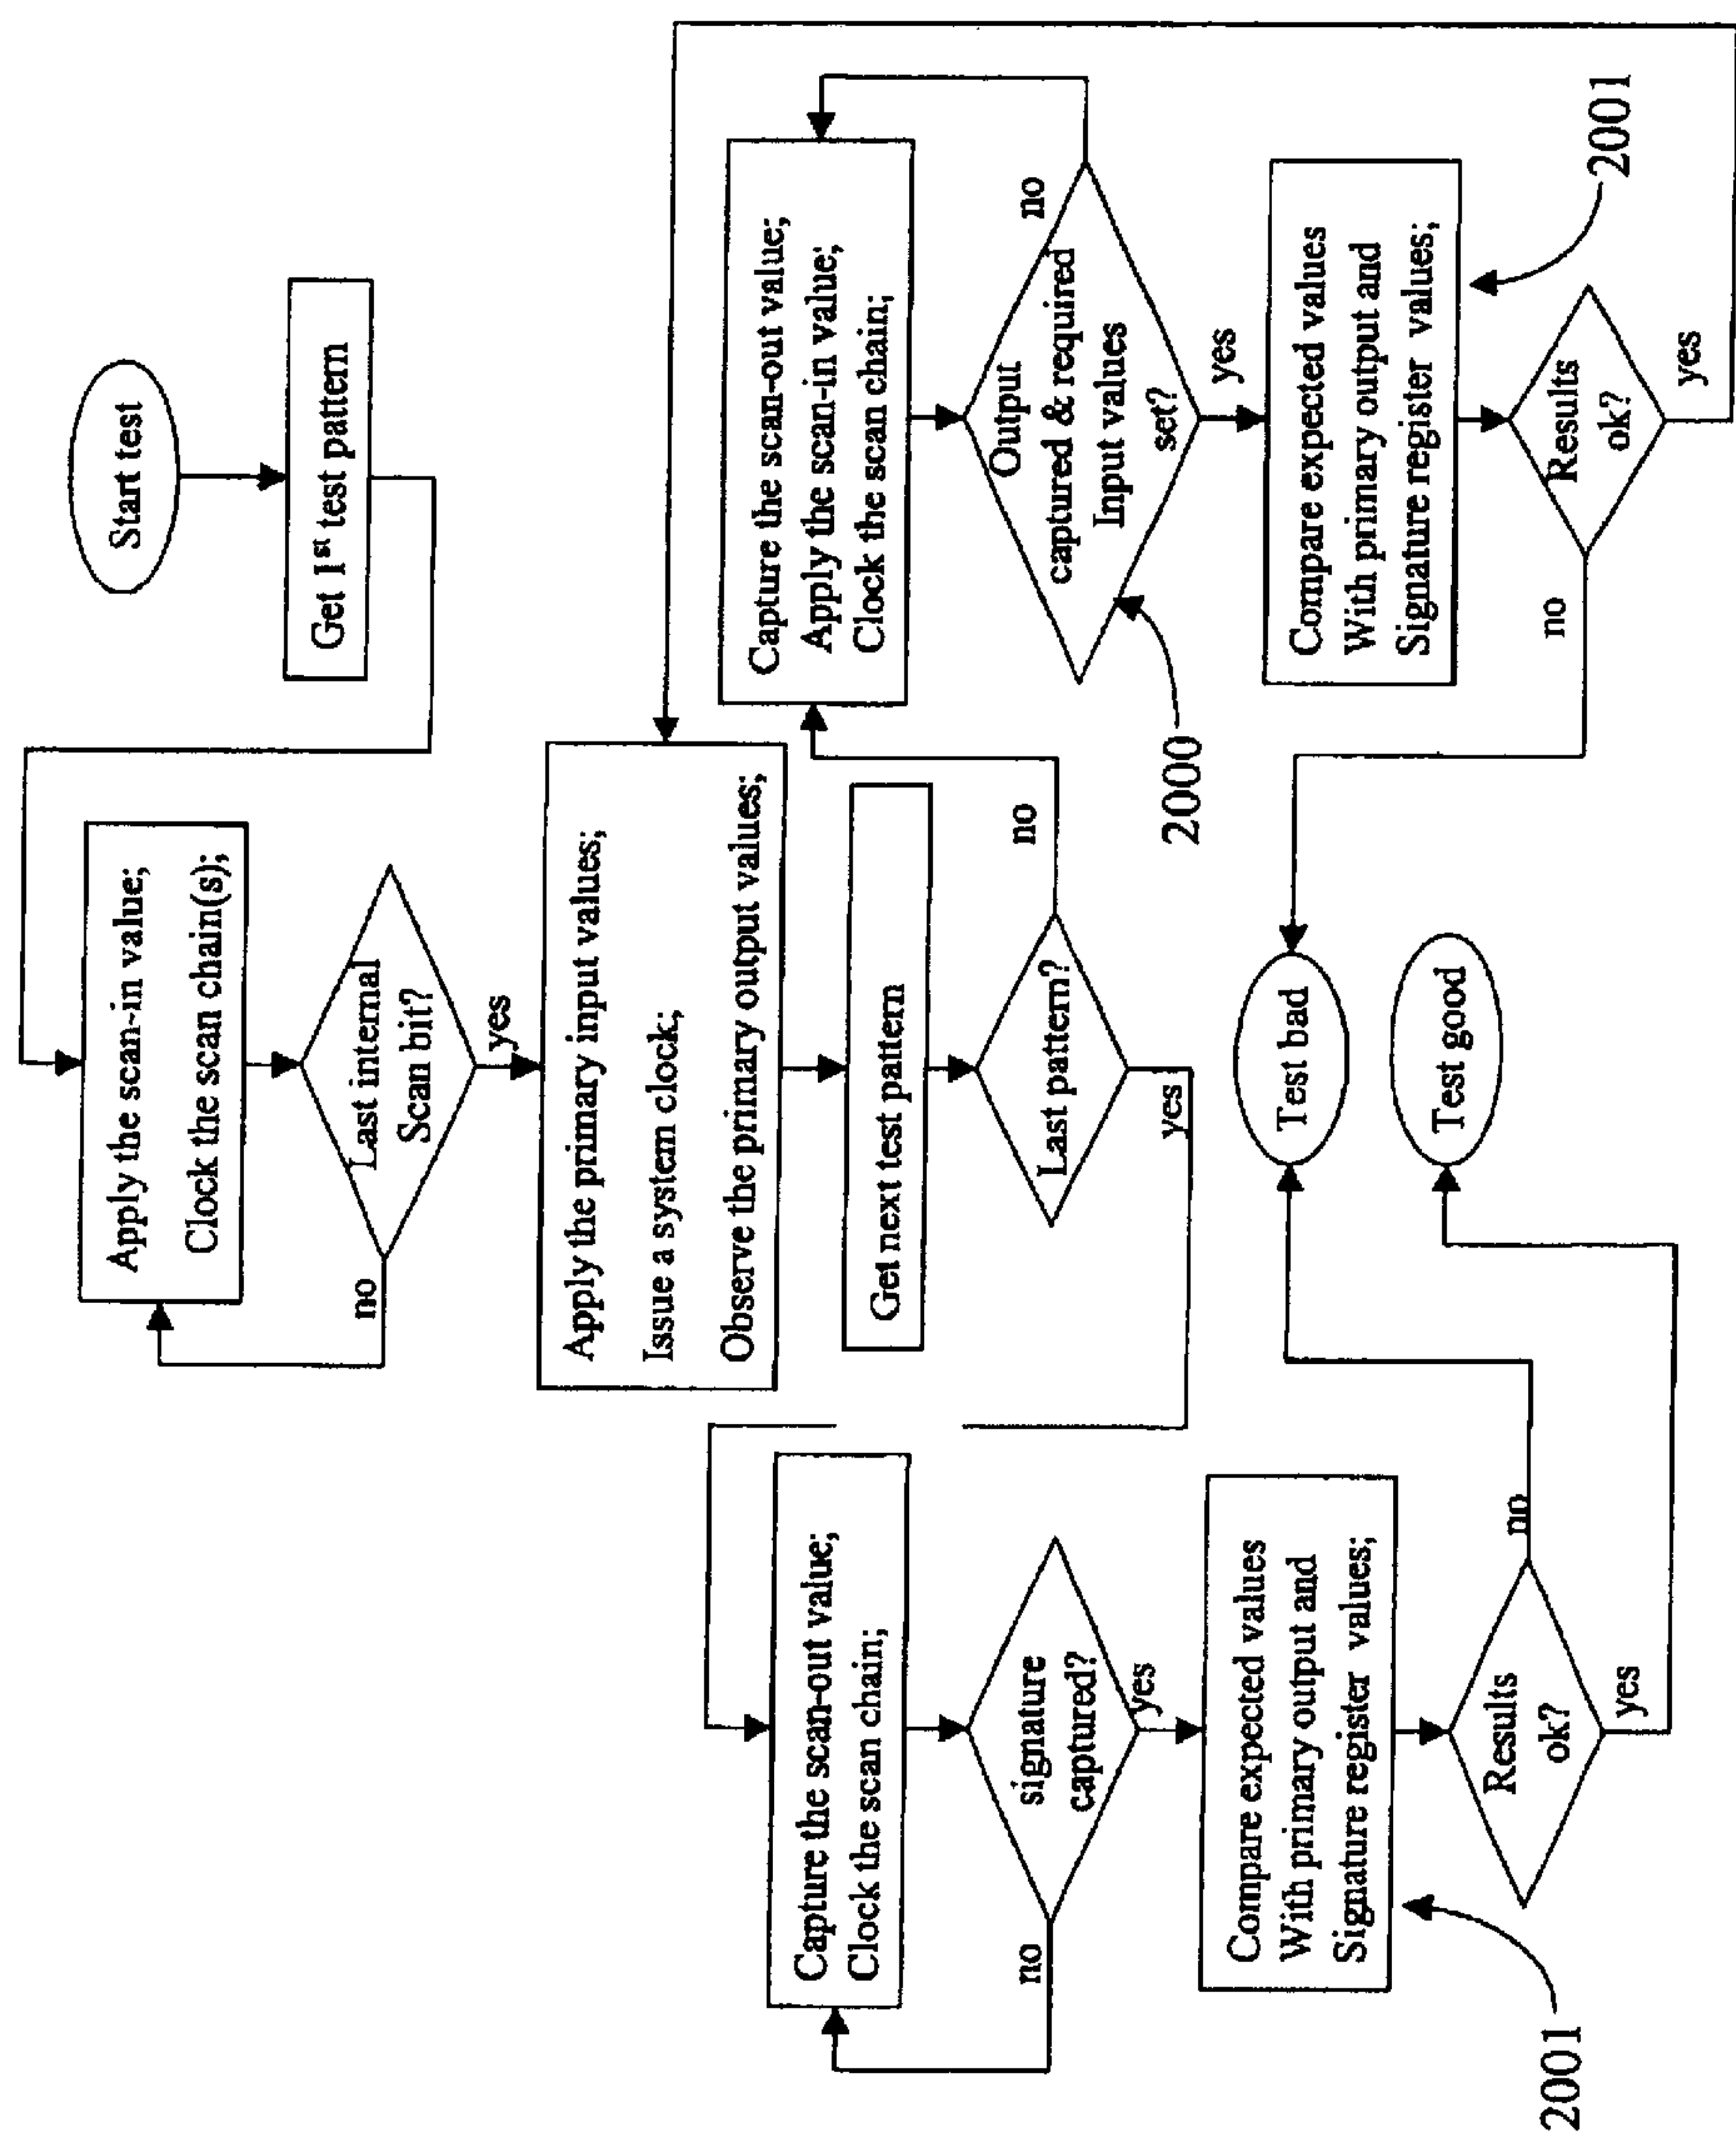 Start test
Get 1st test pattern
Apply the scan-in value;
Clock the scan chain(s);
Last internal
Scan bit?
no
yes
Apply the primary input values;
Issue a system clock;
Observe the primary output values;
Get next test pattern
Last pattern?
no
yes
Capture the scan-out value;
Apply the scan-in value;
Clock the scan chain;
Output
captured & required
Input values
set?
no
yes
2000
Compare expected values
With primary output and
Signature register values;
2001
Results
ok?
no
yes
Capture the scan-out value;
Clock the scan chain;
signature
captured?
no
yes
Compare expected values
With primary output and
Signature register values;
2001
Results
ok?
no
yes
Test bad
Test good